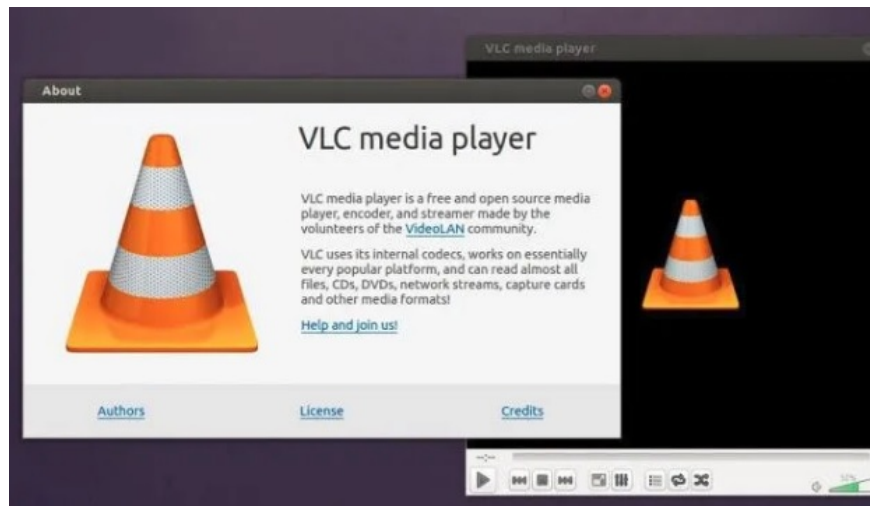 VLC media player
About
VLC media player
VLC media player is a free and open source media
player, encoder, and streamer made by the
volunteers of the VideoLAN community.
VLC uses its internal codecs, works on essentially
every popular platform, and can read almost all
files, CDs, DVDs, network streams, capture cards
and other media formats!
Help and join us!
Authors
License
Credits
--:--